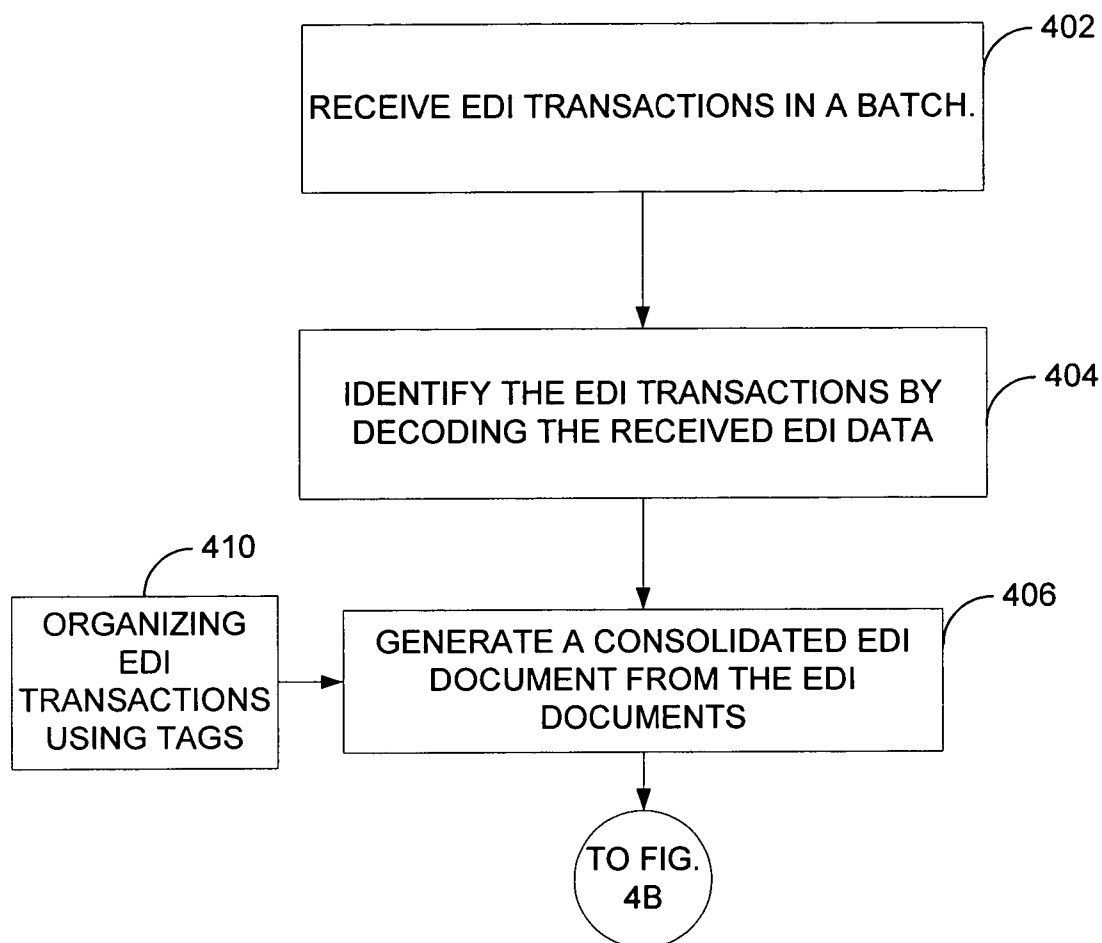 402
RECEIVE EDI TRANSACTIONS IN A BATCH.
404
IDENTIFY THE EDI TRANSACTIONS BY
DECODING THE RECEIVED EDI DATA
410
ORGANIZING
EDI
TRANSACTIONS
USING TAGS
406
GENERATE A CONSOLIDATED EDI
DOCUMENT FROM THE EDI
DOCUMENTS
TO FIG.
4B